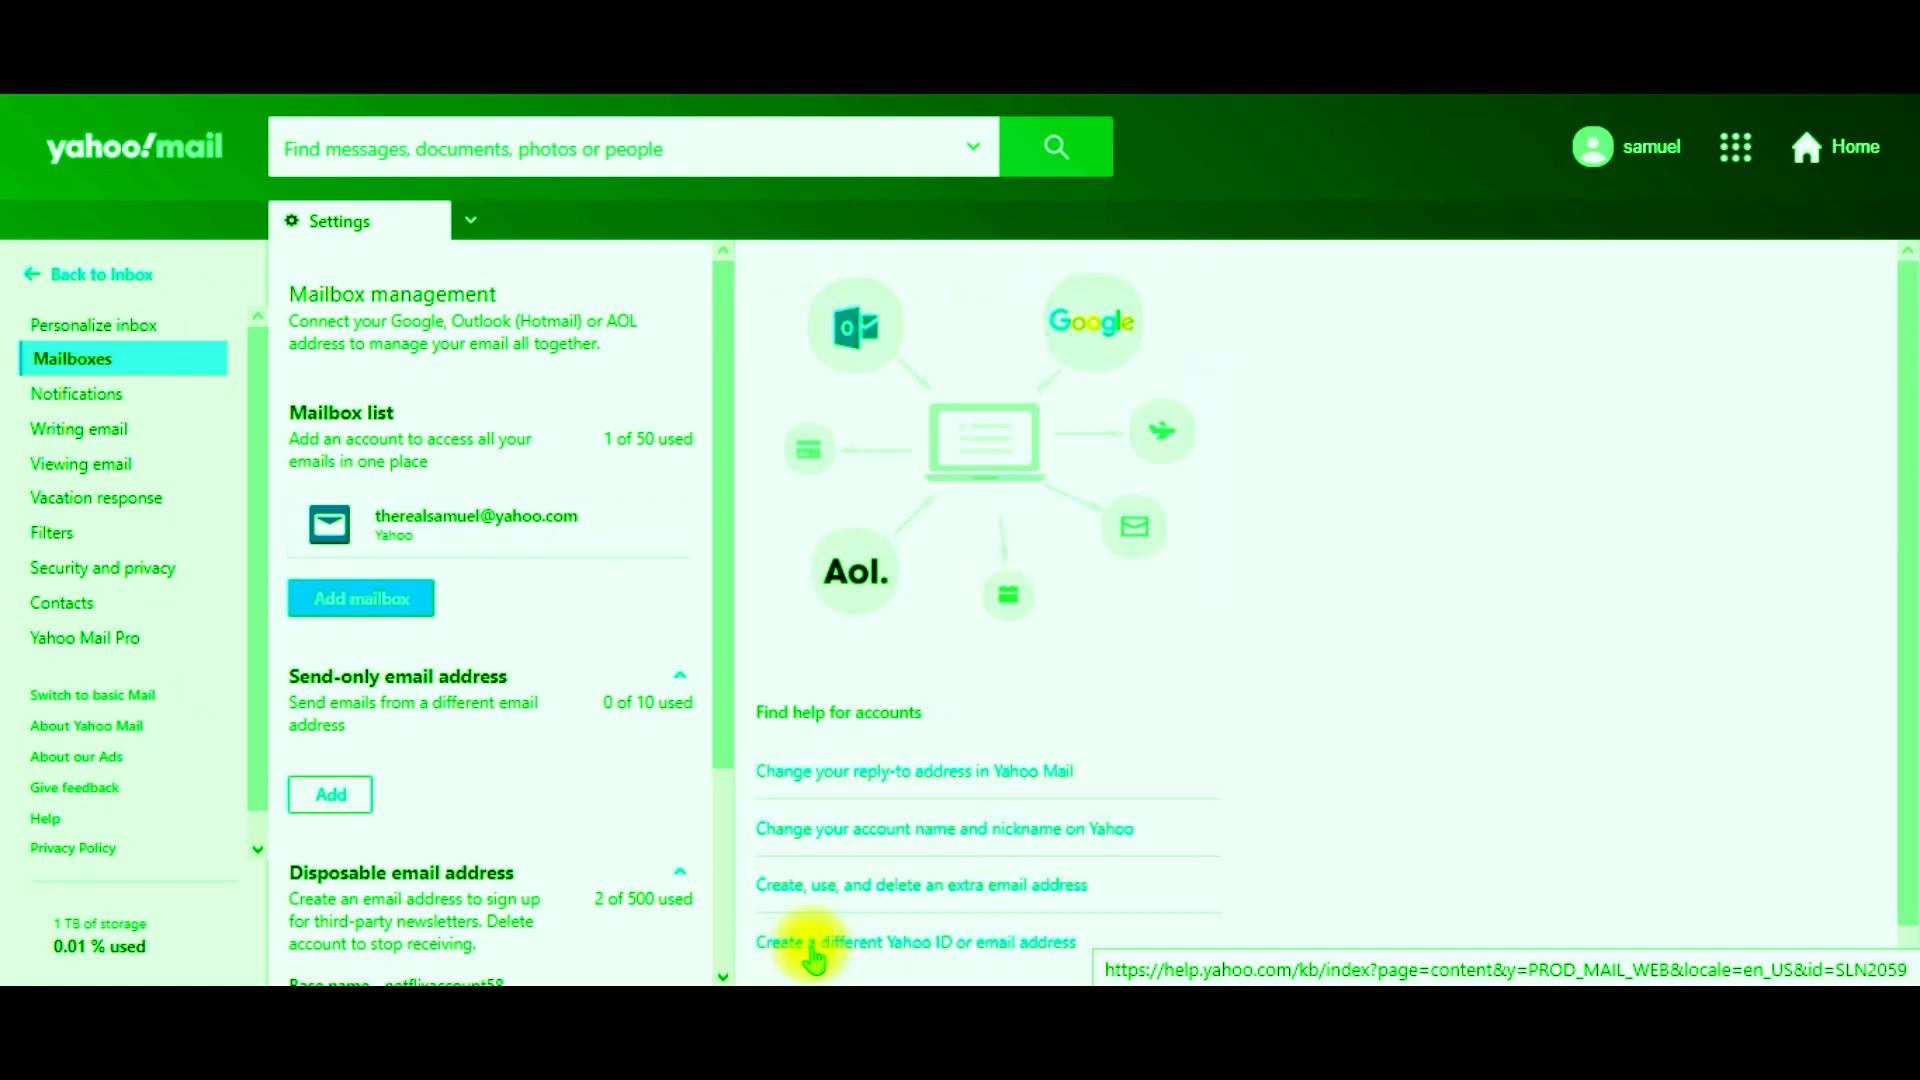 yahoo!mail
Find messages, documents, photos or people
samuel
Home
Settings
Back to Inbox
Personalize inbox
Mailboxes
Notifications
Writing email
Viewing email
Vacation response
Filters
Security and privacy
Contacts
Yahoo Mail Pro
Switch to basic Mail
About Yahoo Mail
About our Ads
Give feedback
Help
Privacy Policy
1 TB of storage
0.01 % used
Mailbox management
Connect your Google, Outlook (Hotmail) or AOL
address to manage your email all together.
Mailbox list
Add an account to access all your
emails in one place
1 of 50 used
therealsamuel@yahoo.com
Yahoo
Add mailbox
Send-only email address
Send emails from a different email
address
0 of 10 used
Add
Disposable email address
Create an email address to sign up
for third-party newsletters. Delete
account to stop receiving.
2 of 500 used
Base name netflixaccount58
Google
Aol.
Find help for accounts
Change your reply-to address in Yahoo Mail
Change your account name and nickname on Yahoo
Create, use, and delete an extra email address
Create a different Yahoo ID or email address
https://help.yahoo.com/kb/index?page=content&y=PROD_MAIL_WEB&locale=en_US&id=SLN2059